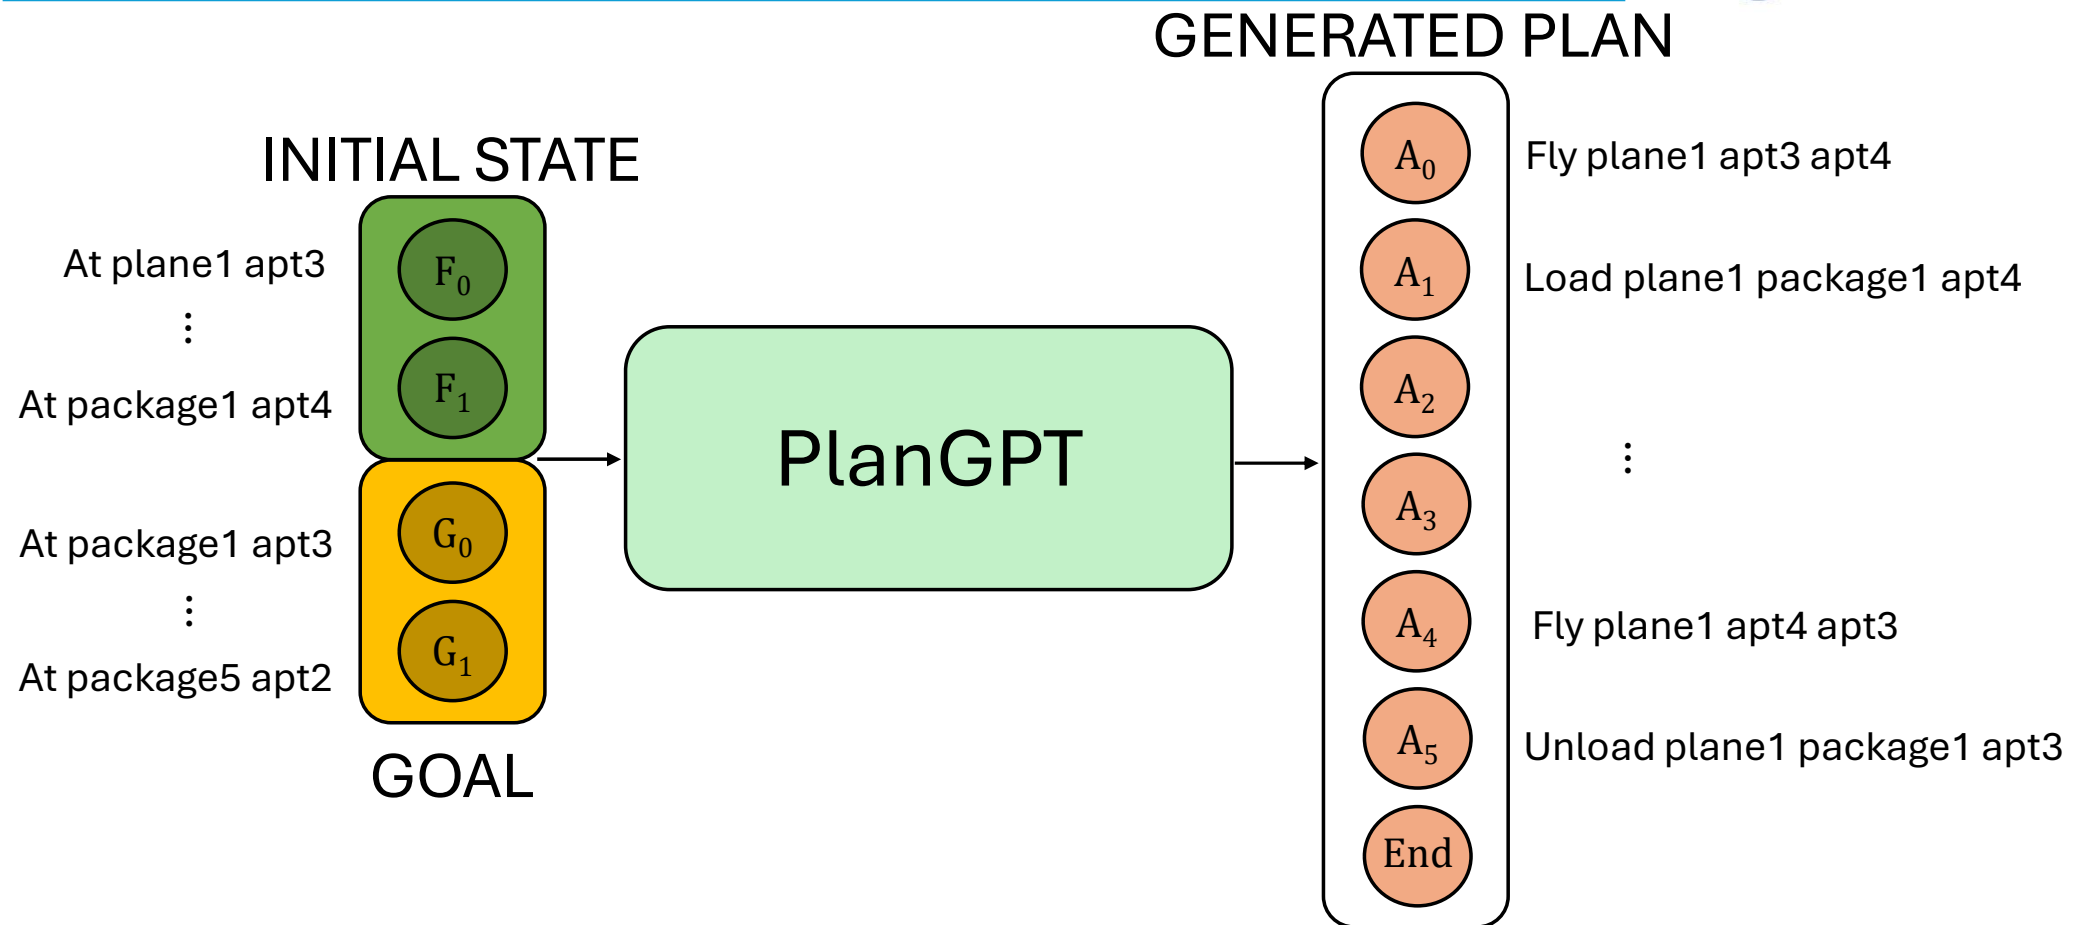 GENERATED PLAN
INITIAL STATE
At plane1 apt3
⋮
At package1 apt4
F₀
F₁
At package1 apt3
⋮
At package5 apt2
G₀
G₁
GOAL
PlanGPT
A₀
Fly plane1 apt3 apt4
A₁
Load plane1 package1 apt4
A₂
⋮
A₃
A₄
Fly plane1 apt4 apt3
A₅
Unload plane1 package1 apt3
End